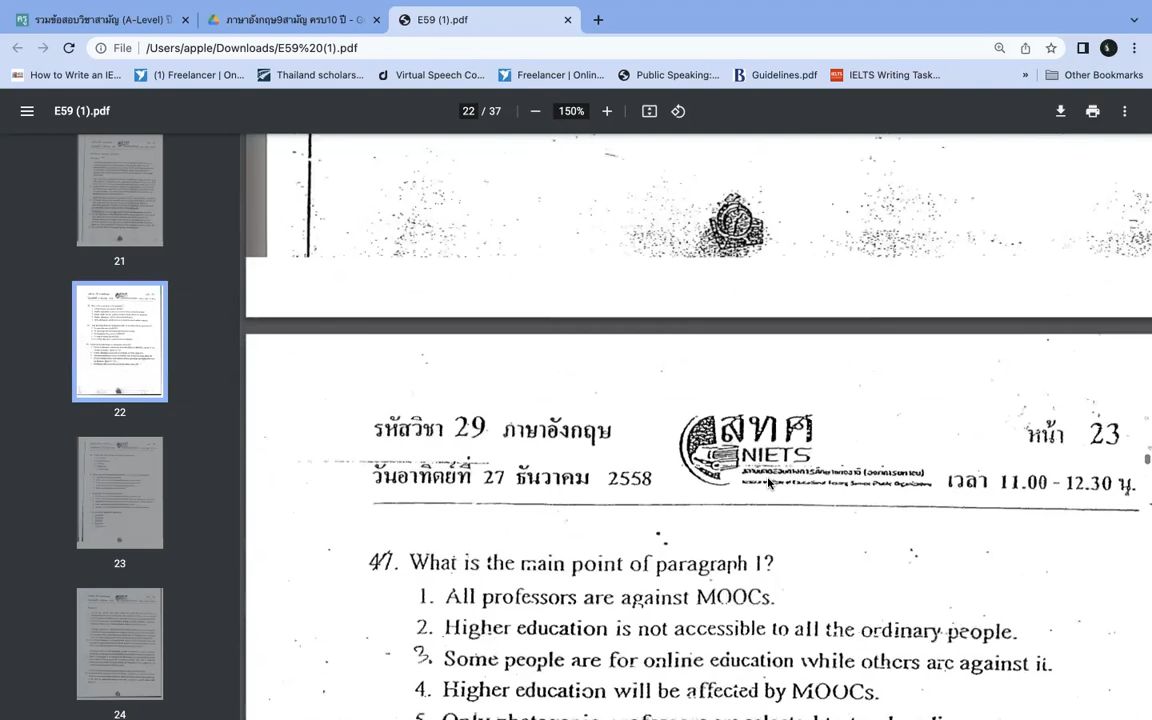 รวมข้อสอบวิชาสามัญ (A-Level) ปี
ภาษาอังกฤษ9สามัญ ครบ10 ปี - Go
E59 (1).pdf
File
/Users/apple/Downloads/E59%20(1).pdf
How to Write an IE...
(1) Freelancer | On...
Thailand scholars...
Virtual Speech Co...
Freelancer | Onlin...
Public Speaking:...
Guidelines.pdf
IELTS Writing Task...
»
Other Bookmarks
E59 (1).pdf
22 / 37
150%
21
22
23
24
รหัสวิชา 29 ภาษาอังกฤษ
สทศ
NIETS
หน้า 23
วันอาทิตย์ที่ 27 ธันวาคม 2558
เวลา 11.00 - 12.30 น.
47. What is the main point of paragraph 1?
1. All professors are against MOOCs.
2. Higher education is not accessible to all the ordinary people.
3. Some people are for online education while others are against it.
4. Higher education will be affected by MOOCs.